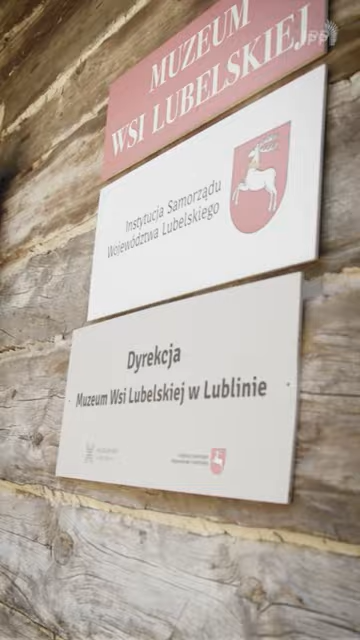 MUZEUM
WSI LUBELSKIEJ
Instytucja Samorządu
Województwa Lubelskiego
Dyrekcja
Muzeum Wsi Lubelskiej w Lublinie